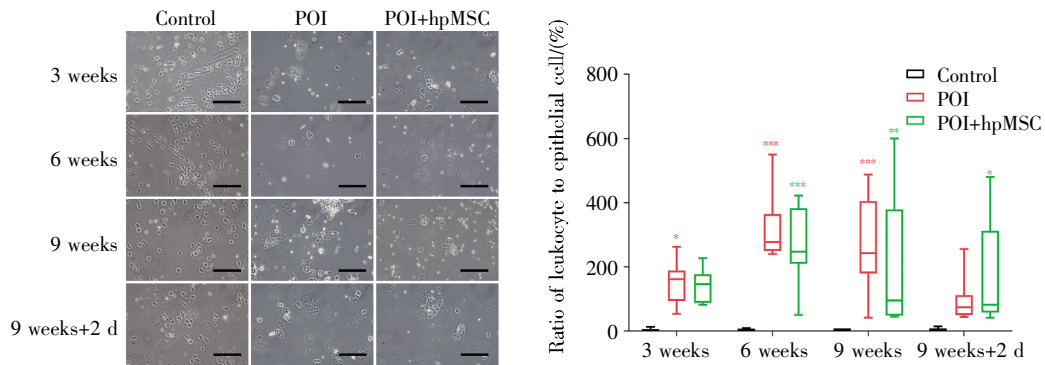 Control POI POI+hpMSC
3 weeks
6 weeks
9 weeks
9 weeks+2 d
Ratio of leukocyte to epithelial cell/(%)
800
600
400
200
0
Control
POI
POI+hpMSC
*
***
***
***
**
*
3 weeks 6 weeks 9 weeks 9 weeks+2 d